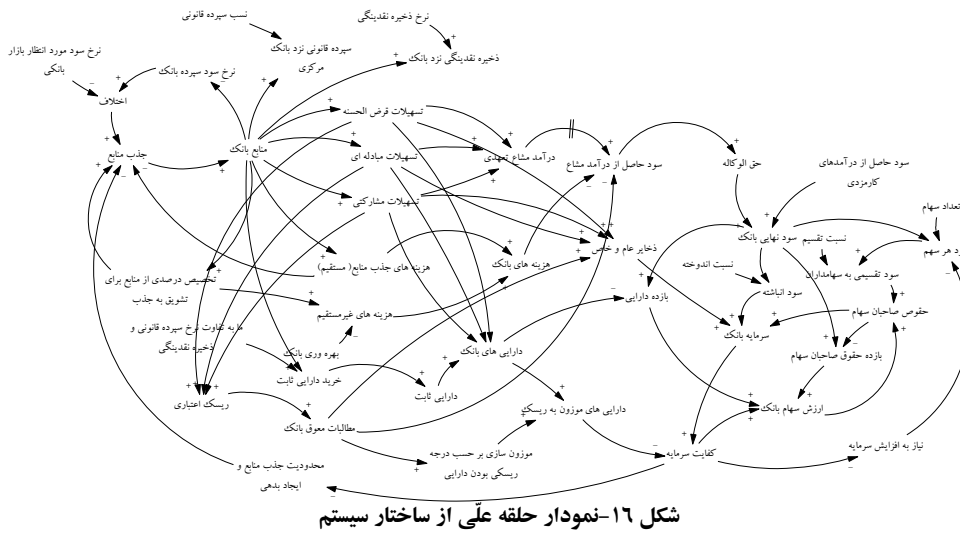 نسب سپرده قانونی
نرخ ذخیره نقدینگی
سپرده قانونی نزد بانک
مرکزی
ذخیره نقدینگی نزد بانک
نرخ سود مورد انتظار بازار
بانکی
نرخ سود سپرده بانک
اختلاف
تسهیلات قرض الحسنه
جذب منابع
منابع بانک
تسهیلات مبادله ای
درآمد مشاع تعهدی
سود حاصل از درآمد مشاع
حق الوکاله
سود حاصل از درآمدهای
کارمزدی
تسهیلات مشارکتی
تعداد سهام
ذخایر عام و خاص
سود نهایی بانک
نسبت تقسیم
ود هر سهم
هزینه های جذب منابع( مستقیم)
هزینه های بانک
نسبت اندوخته
سود تقسیمی به سهامداران
تخصیص درصدی از منابع برای
تشویق به جذب
بازده دارایی
سود انباشته
هزینه های غیرمستقیم
حقوص صاحبان سهام
ما به تفاوت نرخ سپرده قانونی و
ذخیره نقدینگی
سرمایه بانک
بهره وری بانک
دارایی های بانک
بازده حقوق صاحبان سهام
خرید دارایی ثابت
دارایی ثابت
ریسک اعتباری
دارایی های موزون به ریسک
ارزش سهام بانک
مطالبات معوق بانک
موزون سازی بر حسب درجه
ریسکی بودن دارایی
کفایت سرمایه
نیاز به افزایش سرمایه
محدودیت جذب منابع و
ایجاد بدهی
شکل ۱۶-نمودار حلقه علّی از ساختار سیستم